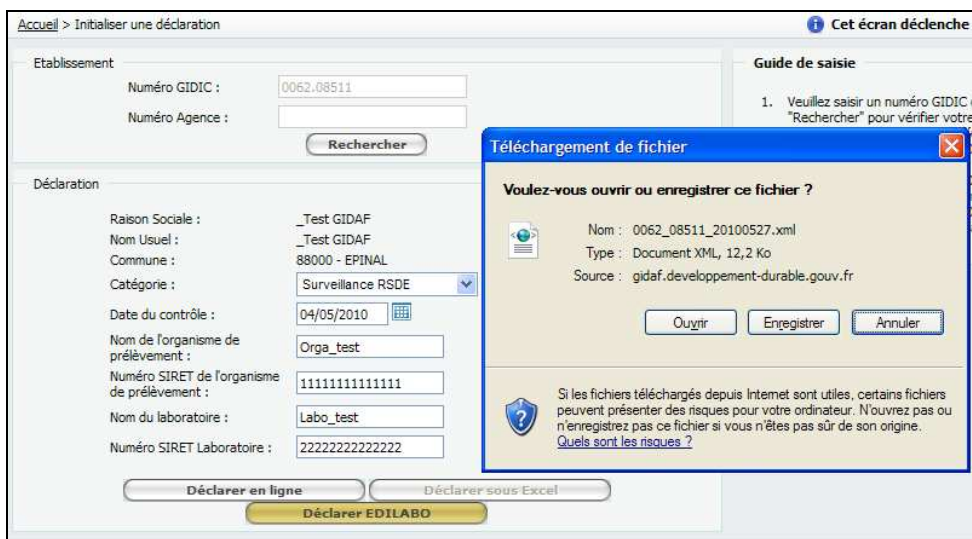 Accueil > Initialiser une déclaration
Cet écran déclenche
Etablissement
Numéro GIDIC :
0062.08511
Numéro Agence :
Rechercher
Guide de saisie
1. Veuillez saisir un numéro GIDIC
"Rechercher" pour vérifier votre
Déclaration
Raison Sociale :
_Test GIDAF
Nom Usuel :
_Test GIDAF
Commune :
88000 - EPINAL
Catégorie :
Surveillance RSDE
Date du contrôle :
04/05/2010
Nom de l'organisme de
prélèvement :
Orga_test
Numéro SIRET de l'organisme
de prélèvement :
11111111111111
Nom du laboratoire :
Labo_test
Numéro SIRET Laboratoire :
22222222222222
Déclarer en ligne
Déclarer sous Excel
Déclarer EDILABO
Téléchargement de fichier
Voulez-vous ouvrir ou enregistrer ce fichier ?
Nom : 0062_08511_20100527.xml
Type : Document XML, 12,2 Ko
Source : gidaf.developpement-durable.gouv.fr
Ouvrir
Enregistrer
Annuler
Si les fichiers téléchargés depuis Internet sont utiles, certains fichiers
peuvent présenter des risques pour votre ordinateur. N'ouvrez pas ou
n'enregistrez pas ce fichier si vous n'êtes pas sûr de son origine.
Quels sont les risques ?